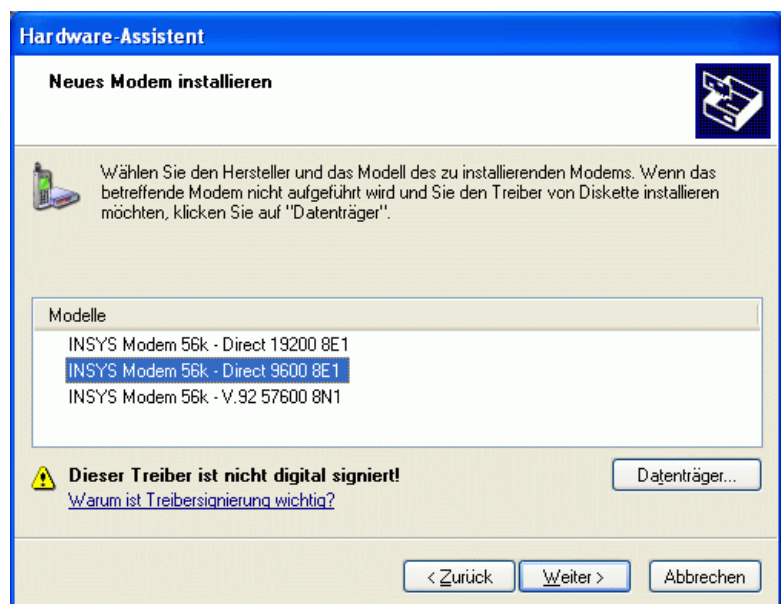 Hardware-Assistent
Neues Modem installieren
Wählen Sie den Hersteller und das Modell des zu installierenden Modems. Wenn das
betreffende Modem nicht aufgeführt wird und Sie den Treiber von Diskette installieren
möchten, klicken Sie auf "Datenträger".
Modelle
INSYS Modem 56k - Direct 19200 8E1
INSYS Modem 56k - Direct 9600 8E1
INSYS Modem 56k - V.92 57600 8N1
Dieser Treiber ist nicht digital signiert!
Datenträger...
Warum ist Treibersignierung wichtig?
< Zurück Weiter > Abbrechen